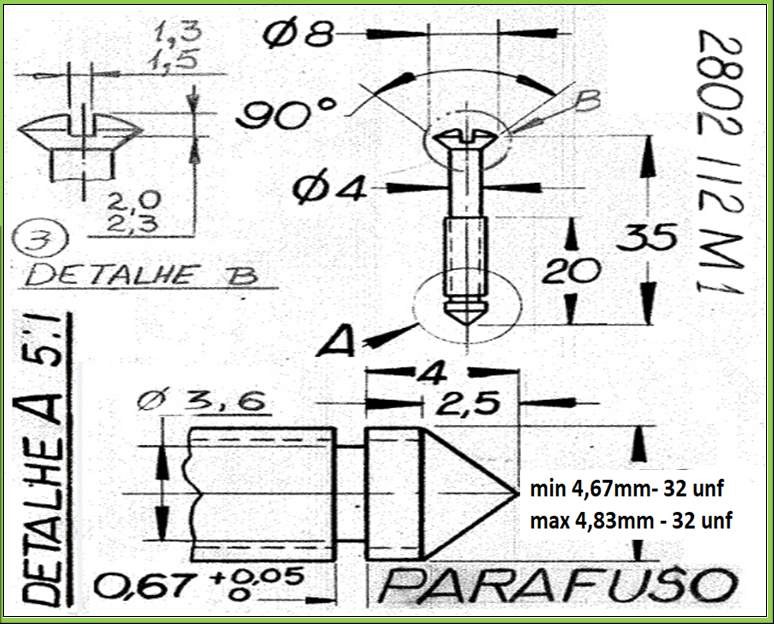 1,3
1,5
Ø8
90°
B
2802 112 M1
Ø4
2,0
2,3
3
35
20
DETALHE B
A
DETALHE A 5:1
4
Ø 3,6
2,5
min 4,67mm- 32 unf
max 4,83mm - 32 unf
0,67 +0,05
0
PARAFUSO